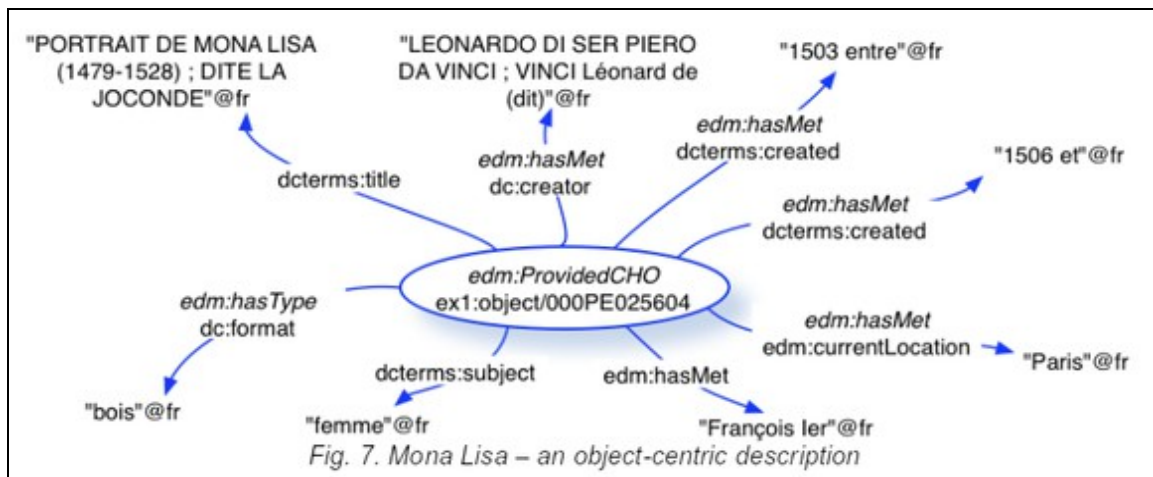 "PORTRAIT DE MONA LISA
(1479-1528) ; DITE LA
JOCONDE"@fr
"LEONARDO DI SER PIERO
DA VINCI ; VINCI Léonard de
(dit)"@fr
"1503 entre"@fr
edm:hasMet
dcterms:created
"1506 et"@fr
edm:hasMet
dc:creator
dcterms:title
edm:hasMet
dcterms:created
edm:ProvidedCHO
ex1:object/000PE025604
edm:hasType
dc:format
edm:hasMet
edm:currentLocation
"Paris"@fr
dcterms:subject
edm:hasMet
"bois"@fr
"femme"@fr
"François Ier"@fr
Fig. 7. Mona Lisa – an object-centric description